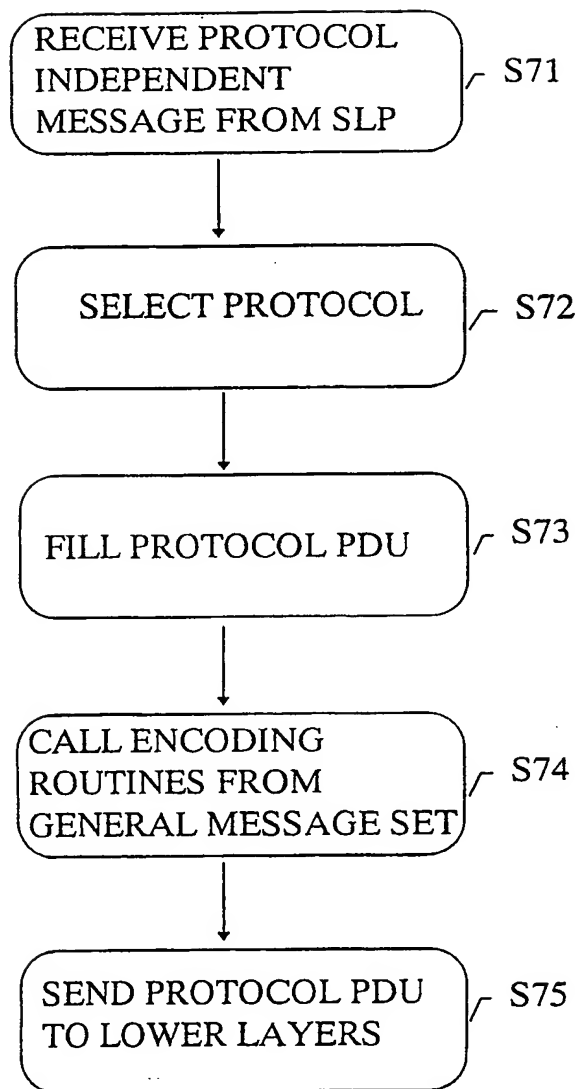 RECEIVE PROTOCOL
INDEPENDENT
MESSAGE FROM SLP
S71
SELECT PROTOCOL
S72
FILL PROTOCOL PDU
S73
CALL ENCODING
ROUTINES FROM
GENERAL MESSAGE SET
S74
SEND PROTOCOL PDU
TO LOWER LAYERS
S75